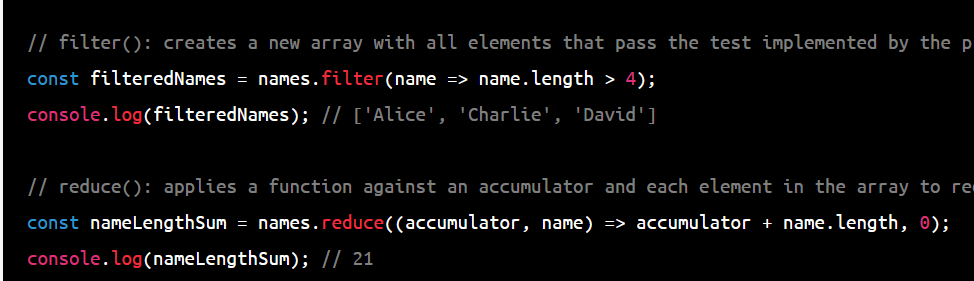 // filter(): creates a new array with all elements that pass the test implemented by the p
const filteredNames = names.filter(name => name.length > 4);
console.log(filteredNames); // ['Alice', 'Charlie', 'David']
// reduce(): applies a function against an accumulator and each element in the array to re
const nameLengthSum = names.reduce((accumulator, name) => accumulator + name.length, 0);
console.log(nameLengthSum); // 21